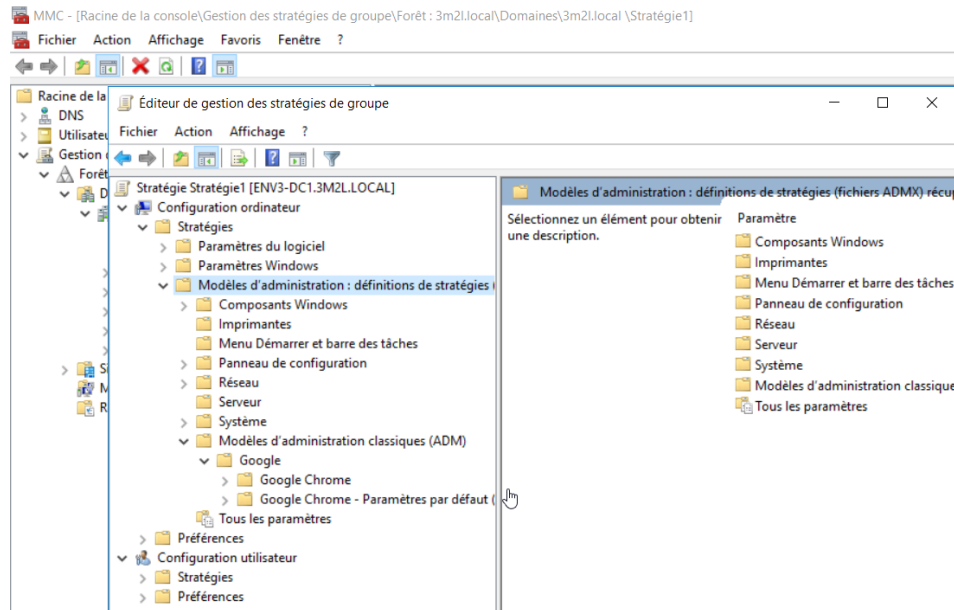 MMC - [Racine de la console\Gestion des stratégies de groupe\Forêt : 3m2l.local\Domaines\3m2l.local \Stratégie1]
Fichier Action Affichage Favoris Fenêtre ?
Racine de la
DNS
Utilisateu
Gestion
Forêt
D
Si
M
R
Éditeur de gestion des stratégies de groupe
Fichier Action Affichage ?
Stratégie Stratégie1 [ENV3-DC1.3M2L.LOCAL]
Configuration ordinateur
Stratégies
Paramètres du logiciel
Paramètres Windows
Modèles d'administration : définitions de stratégies (
Composants Windows
Imprimantes
Menu Démarrer et barre des tâches
Panneau de configuration
Réseau
Serveur
Système
Modèles d'administration classiques (ADM)
Google
Google Chrome
Google Chrome - Paramètres par défaut (
Tous les paramètres
Préférences
Configuration utilisateur
Stratégies
Préférences
Modèles d'administration : définitions de stratégies (fichiers ADMX) récup
Sélectionnez un élément pour obtenir
une description.
Paramètre
Composants Windows
Imprimantes
Menu Démarrer et barre des tâches
Panneau de configuration
Réseau
Serveur
Système
Modèles d'administration classique
Tous les paramètres